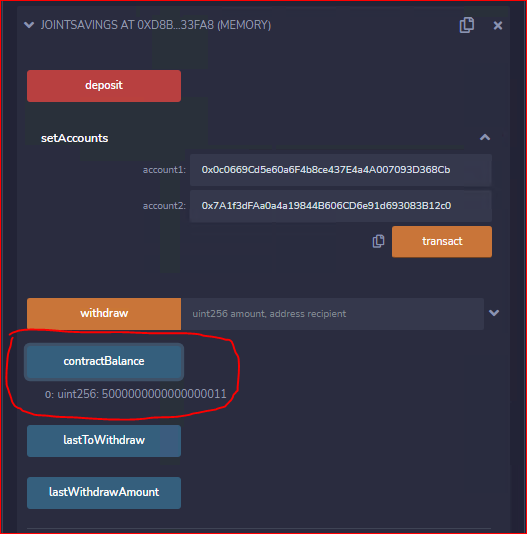 JOINTSAVINGS AT 0XD8B...33FA8 (MEMORY)
deposit
setAccounts
account1: 0x0c0669Cd5e60a6F4b8ce437E4a4A007093D368Cb
account2: 0x7A1f3dFAa0a4a19844B606CD6e91d693083B12c0
transact
withdraw uint256 amount, address recipient
contractBalance
0: uint256: 5000000000000000011
lastToWithdraw
lastWithdrawAmount